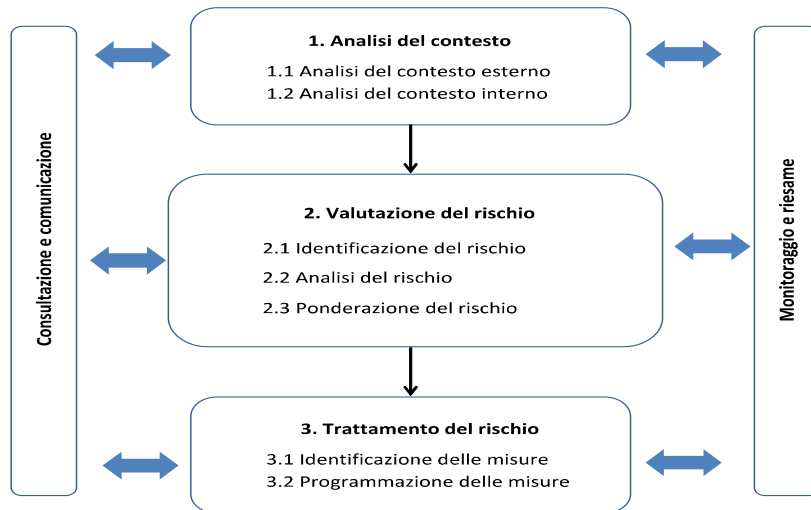 Consultazione e comunicazione
1. Analisi del contesto
1.1 Analisi del contesto esterno
1.2 Analisi del contesto interno
2. Valutazione del rischio
2.1 Identificazione del rischio
2.2 Analisi del rischio
2.3 Ponderazione del rischio
3. Trattamento del rischio
3.1 Identificazione delle misure
3.2 Programmazione delle misure
Monitoraggio e riesame